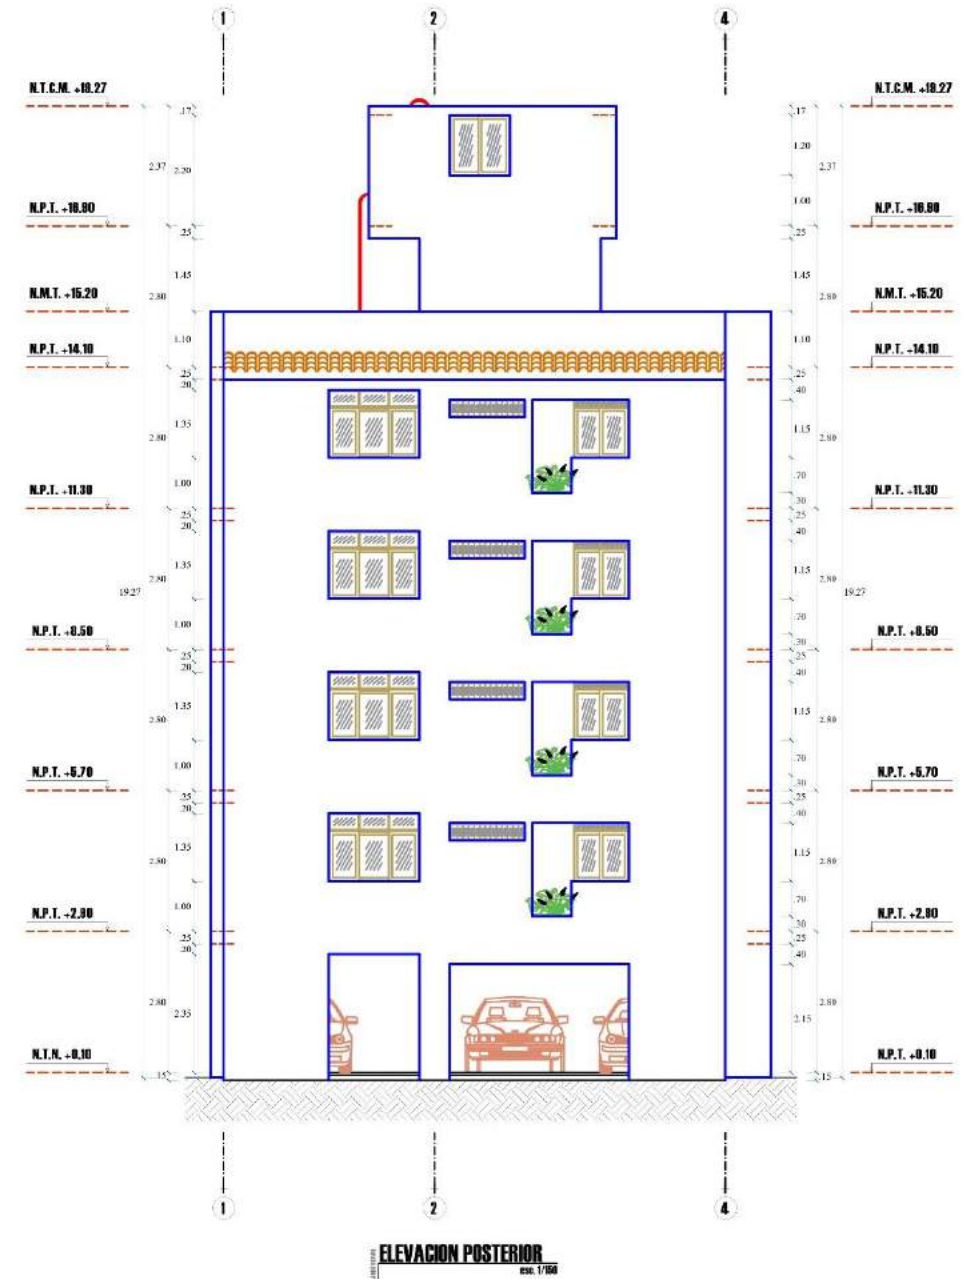 1 2 4
N.T.C.M. +19.27 N.T.C.M. +19.27
.17 .17
1.20
2.37 2.20 2.37
1.00
N.P.T. +16.90 N.P.T. +16.90
.25 .25
1.45 1.45
2.80 2.80
N.M.T. +15.20 N.M.T. +15.20
1.10 1.10
N.P.T. +14.10 N.P.T. +14.10
.25 .25
.20 .40
1.35 1.15
2.80 2.80
1.00 .70
N.P.T. +11.30 N.P.T. +11.30
.30
.25 .25
.20 .40
1.35 1.15
2.80 2.80
19.27 19.27
1.00 .70
N.P.T. +8.50 N.P.T. +8.50
.30
.25 .25
.20 .40
1.35 1.15
2.80 2.80
1.00 .70
N.P.T. +5.70 N.P.T. +5.70
.30
.25 .25
.20 .40
1.35 1.15
2.80 2.80
1.00 .70
N.P.T. +2.90 N.P.T. +2.90
.30
.25 .25
.20 .40
2.80 2.80
2.35 2.15
N.T.N. +0.10 N.P.T. +0.10
.15 .15
1 2 4
ELEVACION POSTERIOR
esc. 1/150